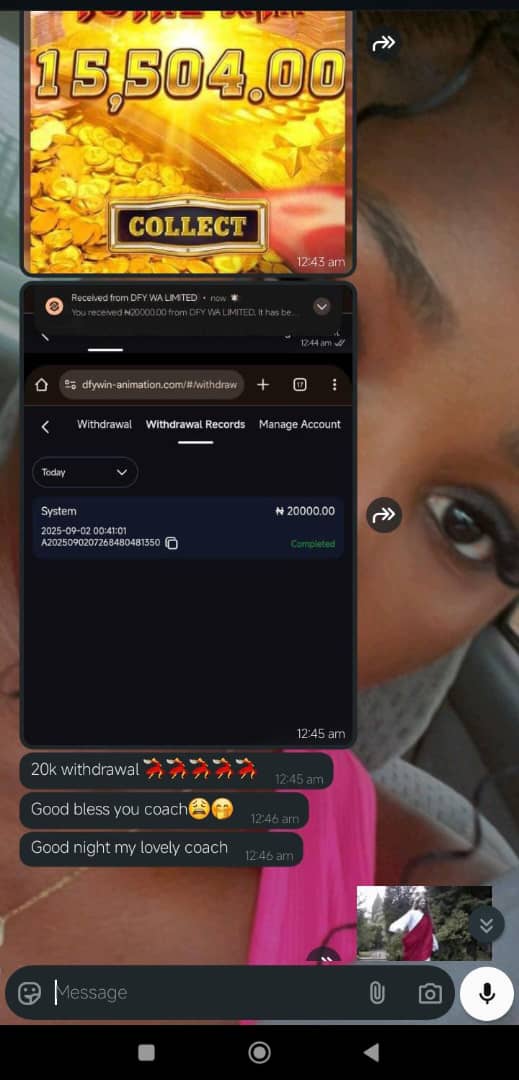 15,504.00
COLLECT
12:43 am
Received from DFY WA LIMITED • now
You received ₦20000.00 from DFY WA LIMITED. It has be...
12:44 am
dfywin-animation.com/#/withdraw
17
Withdrawal Withdrawal Records Manage Account
Today
System ₦ 20000.00
2025-09-02 00:41:01
A2025090207268480481350 Completed
12:45 am
20k withdrawal 💃💃💃💃💃 12:45 am
Good bless you coach😩🤭 12:46 am
Good night my lovely coach 12:46 am
Message